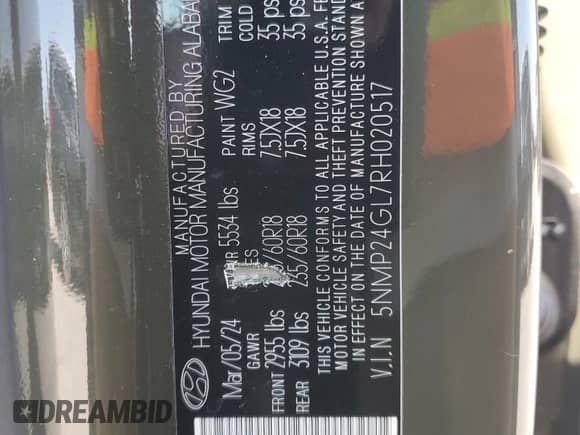 MANUFACTURED BY
HYUNDAI MOTOR MANUFACTURING
Mar/05/24 5534 lbs PAINT WG2 TRIM
GAWR RIMS COLD
FRONT 2955 lbs /60R18 7.5JX18 35 psi
REAR 3109 lbs 235/60R18 7.5JX18 35 psi
THIS VEHICLE CONFORMS TO ALL APPLICABLE U.S.A. FE
MOTOR VEHICLE SAFETY AND THEFT PREVENTION STAND
IN EFFECT ON THE DATE OF MANUFACTURE SHOWN A
V.I.N 5NMP24GL7RH020517
DREAMBID